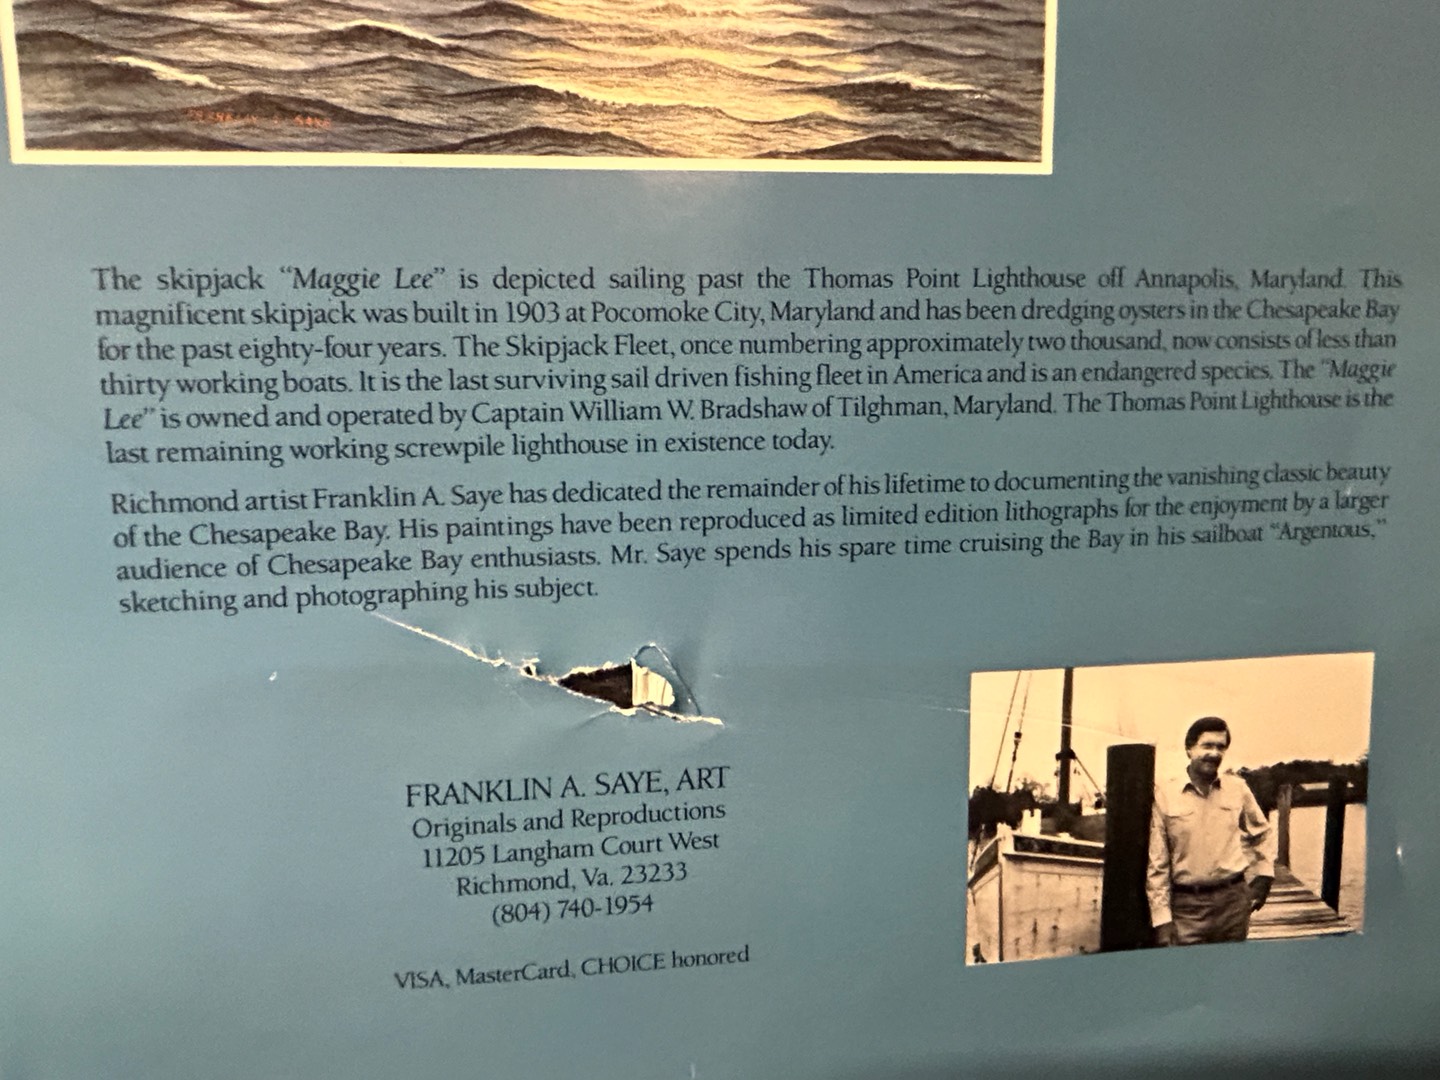 FRANKLIN A. SAYE
The skipjack “Maggie Lee” is depicted sailing past the Thomas Point Lighthouse off Annapolis, Maryland. This
magnificent skipjack was built in 1903 at Pocomoke City, Maryland and has been dredging oysters in the Chesapeake Bay
for the past eighty-four years. The Skipjack Fleet, once numbering approximately two thousand, now consists of less than
thirty working boats. It is the last surviving sail driven fishing fleet in America and is an endangered species. The “Maggie
Lee” is owned and operated by Captain William W. Bradshaw of Tilghman, Maryland. The Thomas Point Lighthouse is the
last remaining working screwpile lighthouse in existence today.
Richmond artist Franklin A. Saye has dedicated the remainder of his lifetime to documenting the vanishing classic beauty
of the Chesapeake Bay. His paintings have been reproduced as limited edition lithographs for the enjoyment by a larger
audience of Chesapeake Bay enthusiasts. Mr. Saye spends his spare time cruising the Bay in his sailboat “Argentous,”
sketching and photographing his subject.
FRANKLIN A. SAYE, ART
Originals and Reproductions
11205 Langham Court West
Richmond, Va. 23233
(804) 740-1954
VISA, MasterCard, CHOICE honored